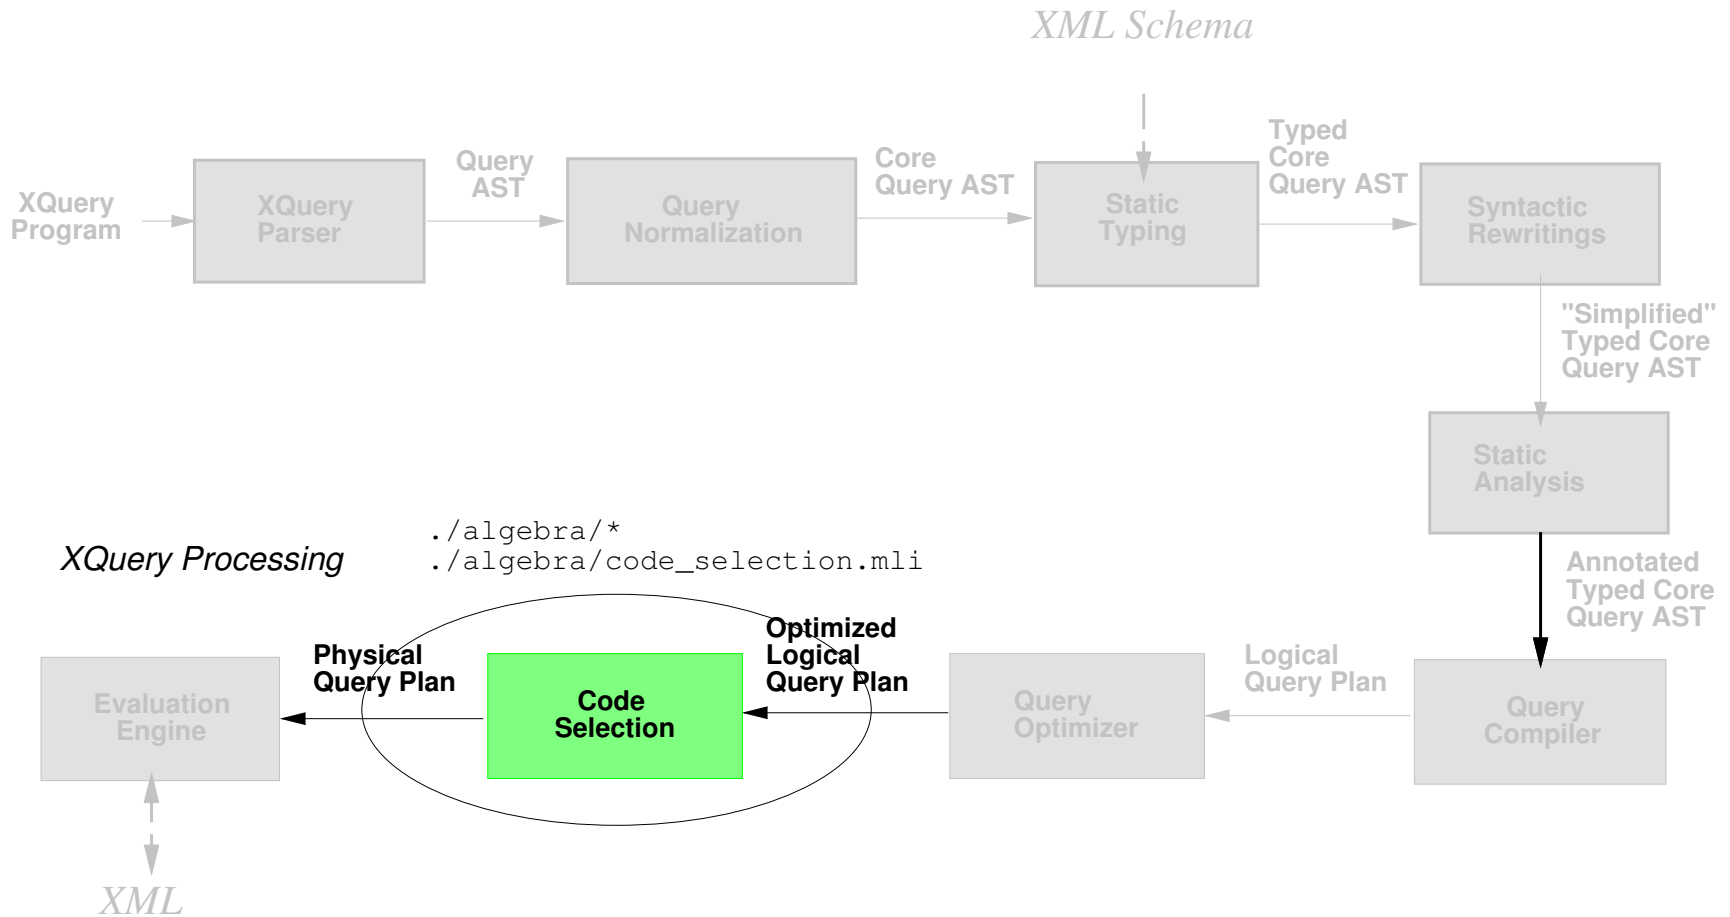 XML Schema
XQuery
Program
XQuery
Parser
Query
AST
Query
Normalization
Core
Query AST
Static
Typing
Typed
Core
Query AST
Syntactic
Rewritings
"Simplified"
Typed Core
Query AST
Static
Analysis
Annotated
Typed Core
Query AST
XQuery Processing
./algebra/*
./algebra/code_selection.mli
Evaluation
Engine
Physical
Query Plan
Code
Selection
Optimized
Logical
Query Plan
Query
Optimizer
Logical
Query Plan
Query
Compiler
XML